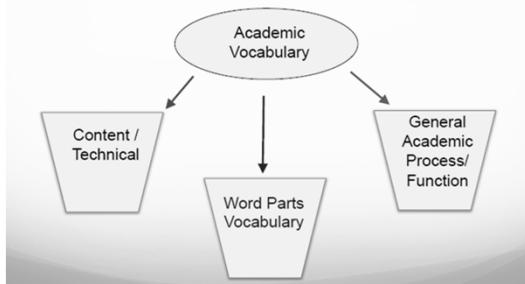 Academic
Vocabulary
Content /
Technical
Word Parts
Vocabulary
General
Academic
Process/
Function